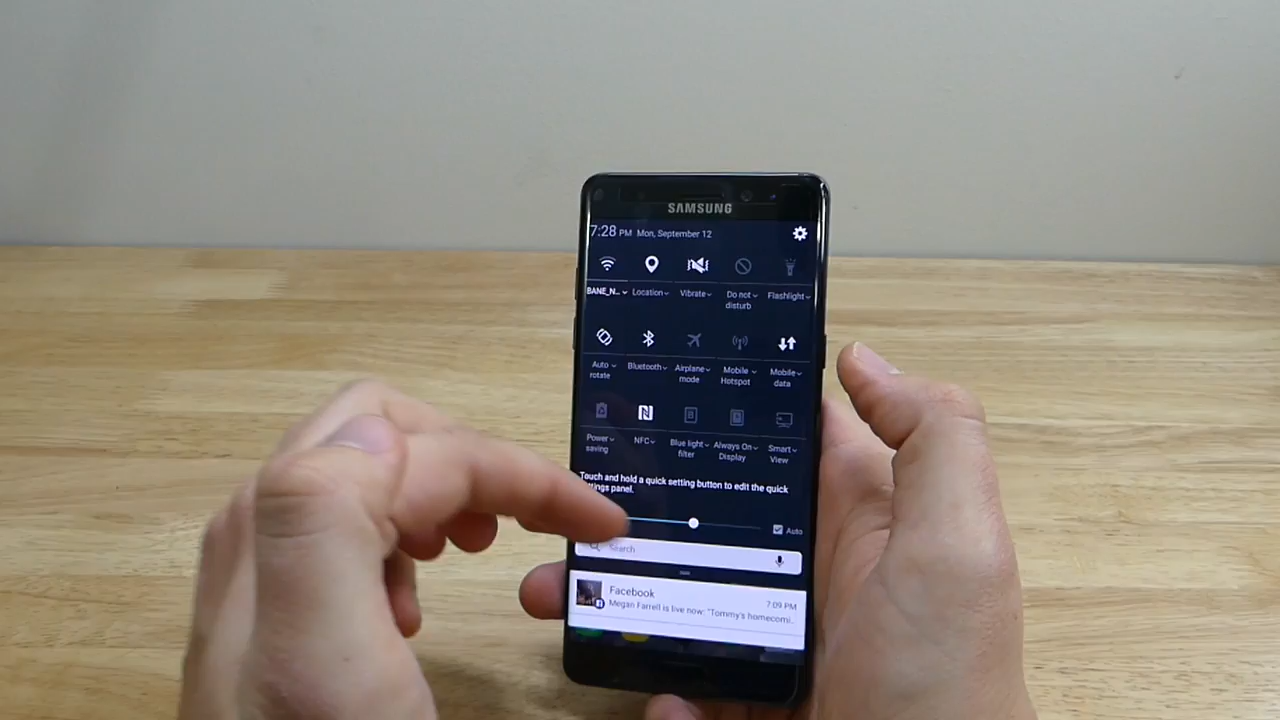 SAMSUNG
7:28 PM Mon, September 12
BANE_N... Location Vibrate Do not Flashlight
disturb
Auto Bluetooth Airplane Mobile Mobile
rotate mode Hotspot data
Power NFC Blue light Always On Smart
saving filter Display View
Touch and hold a quick setting button to edit the quick
ttings panel.
Auto
Search
Facebook 7:09 PM
Megan Farrell is live now: "Tommy's homecomi..